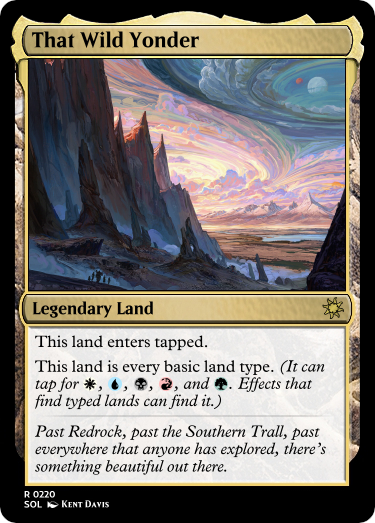 That Wild Yonder
Legendary Land
This land enters tapped.
This land is every basic land type. (It can
tap for , , , , and . Effects that
find typed lands can find it.)
Past Redrock, past the Southern Trall, past
everywhere that anyone has explored, there's
something beautiful out there.
R 0220
SOL Kent Davis